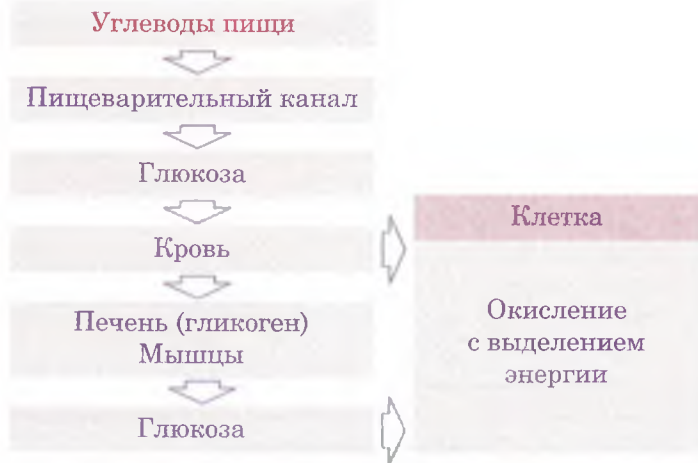 Углеводы пищи
Пищеварительный канал
Глюкоза
Кровь
Печень (гликоген)
Мышцы
Глюкоза
Клетка
Окисление
с выделением
энергии